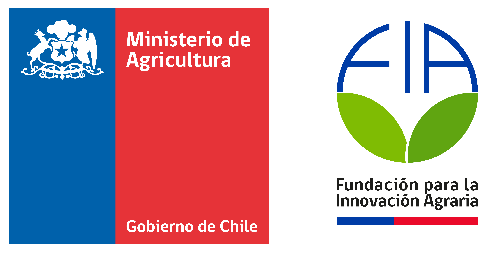 Ministerio de
Agricultura
Gobierno de Chile
FIA
Fundación para la
Innovación Agraria